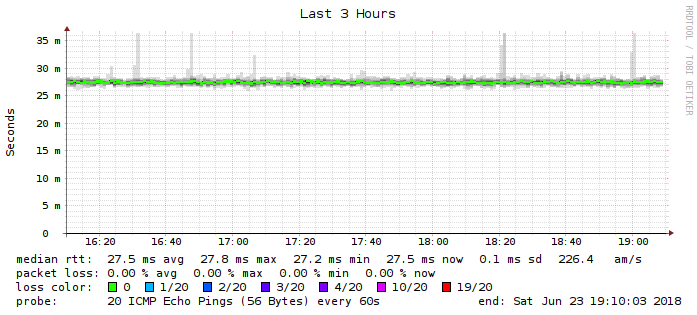 Last 3 Hours
RRDTOOL / TOBI OETIKER
Seconds
35 m
30 m
25 m
20 m
15 m
10 m
5 m
0
16:20 16:40 17:00 17:20 17:40 18:00 18:20 18:40 19:00
median rtt: 27.5 ms avg 27.8 ms max 27.2 ms min 27.5 ms now 0.1 ms sd 226.4 am/s
packet loss: 0.00 % avg 0.00 % max 0.00 % min 0.00 % now
loss color: 0 1/20 2/20 3/20 4/20 10/20 19/20
probe: 20 ICMP Echo Pings (56 Bytes) every 60s end: Sat Jun 23 19:10:03 2018